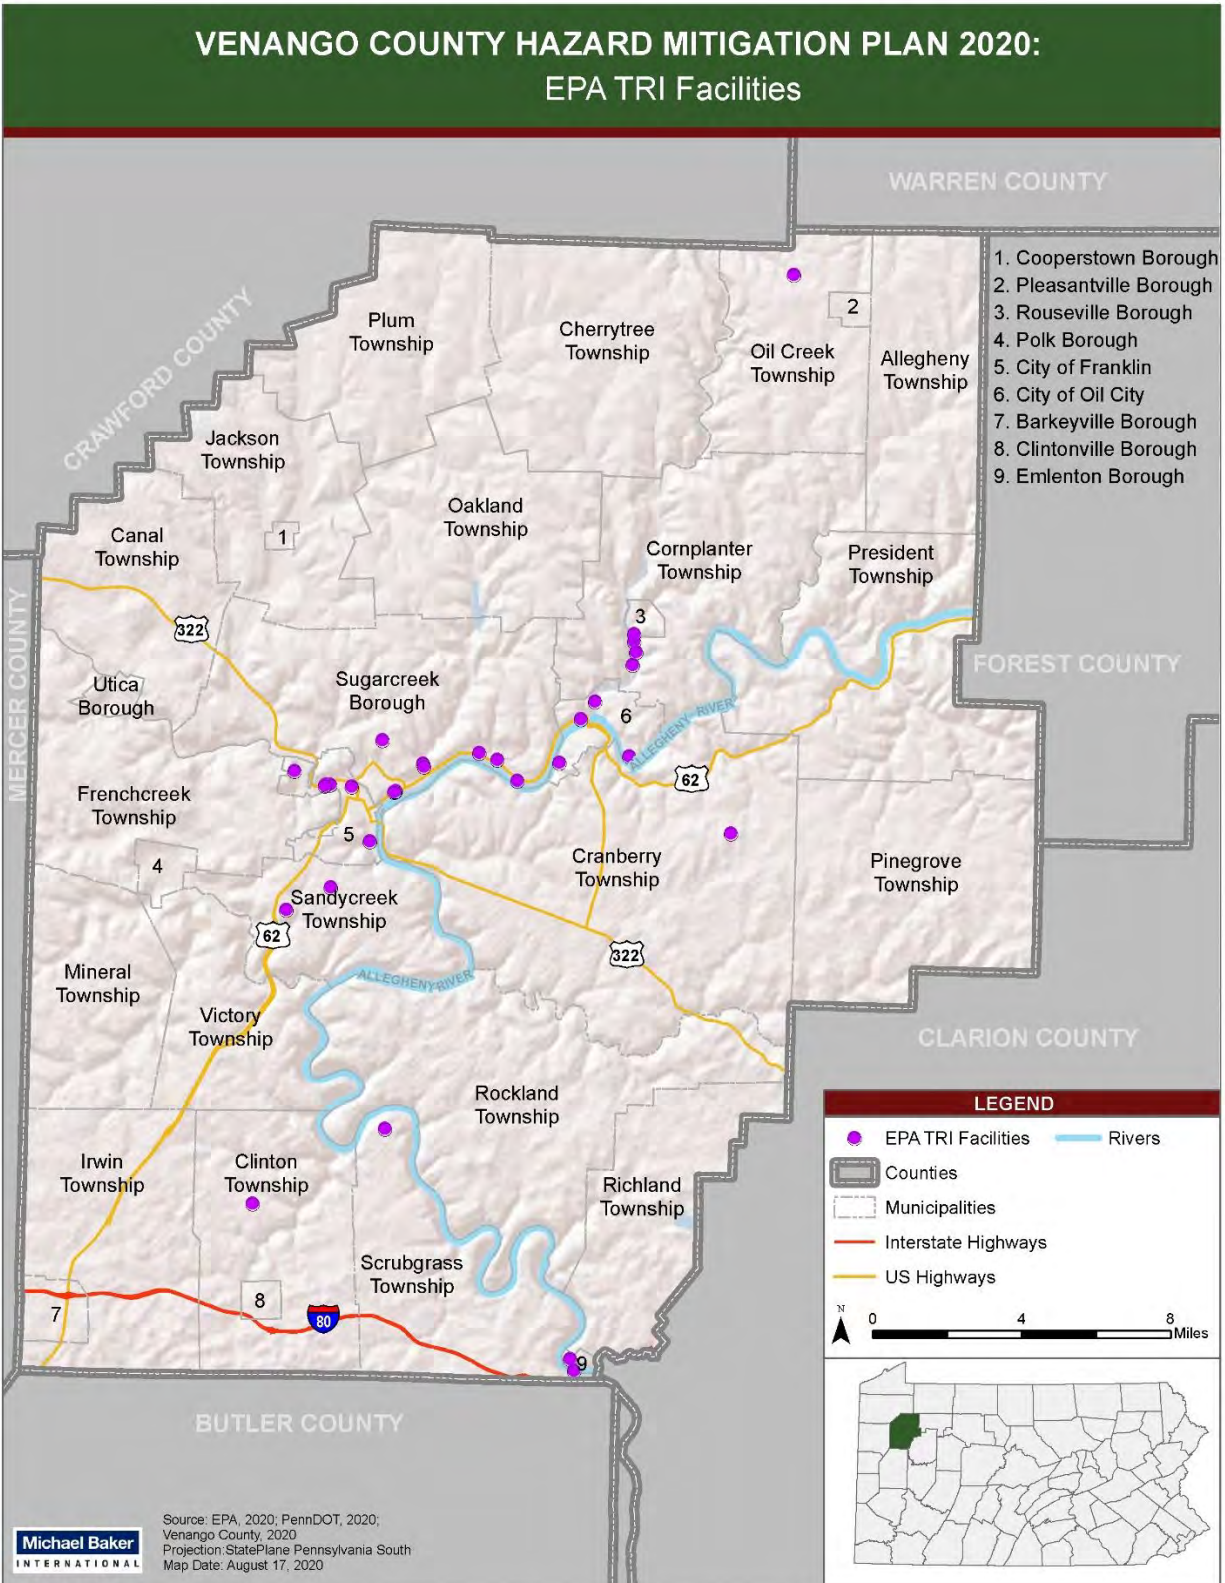 VENANGO COUNTY HAZARD MITIGATION PLAN 2020:
EPA TRI Facilities
WARREN COUNTY
CRAWFORD COUNTY
MERCER COUNTY
FOREST COUNTY
CLARION COUNTY
BUTLER COUNTY
1. Cooperstown Borough
2. Pleasantville Borough
3. Rouseville Borough
4. Polk Borough
5. City of Franklin
6. City of Oil City
7. Barkeyville Borough
8. Clintonville Borough
9. Emlenton Borough
Plum
Township
Cherrytree
Township
2
Oil Creek
Township
Allegheny
Township
Jackson
Township
Oakland
Township
Canal
Township
1
Cornplanter
Township
President
Township
322
3
Utica
Borough
Sugarcreek
Borough
6
ALLEGHENY RIVER
62
Frenchcreek
Township
5
4
Cranberry
Township
Pinegrove
Township
Sandycreek
Township
62
322
Mineral
Township
ALLEGHENY RIVER
Victory
Township
Rockland
Township
Irwin
Township
Clinton
Township
Richland
Township
Scrubgrass
Township
7
8
80
9
LEGEND
EPA TRI Facilities
Rivers
Counties
Municipalities
Interstate Highways
US Highways
N
0 4 8
Miles
Michael Baker
INTERNATIONAL
Source: EPA, 2020; PennDOT, 2020;
Venango County, 2020
Projection:StatePlane Pennsylvania South
Map Date: August 17, 2020